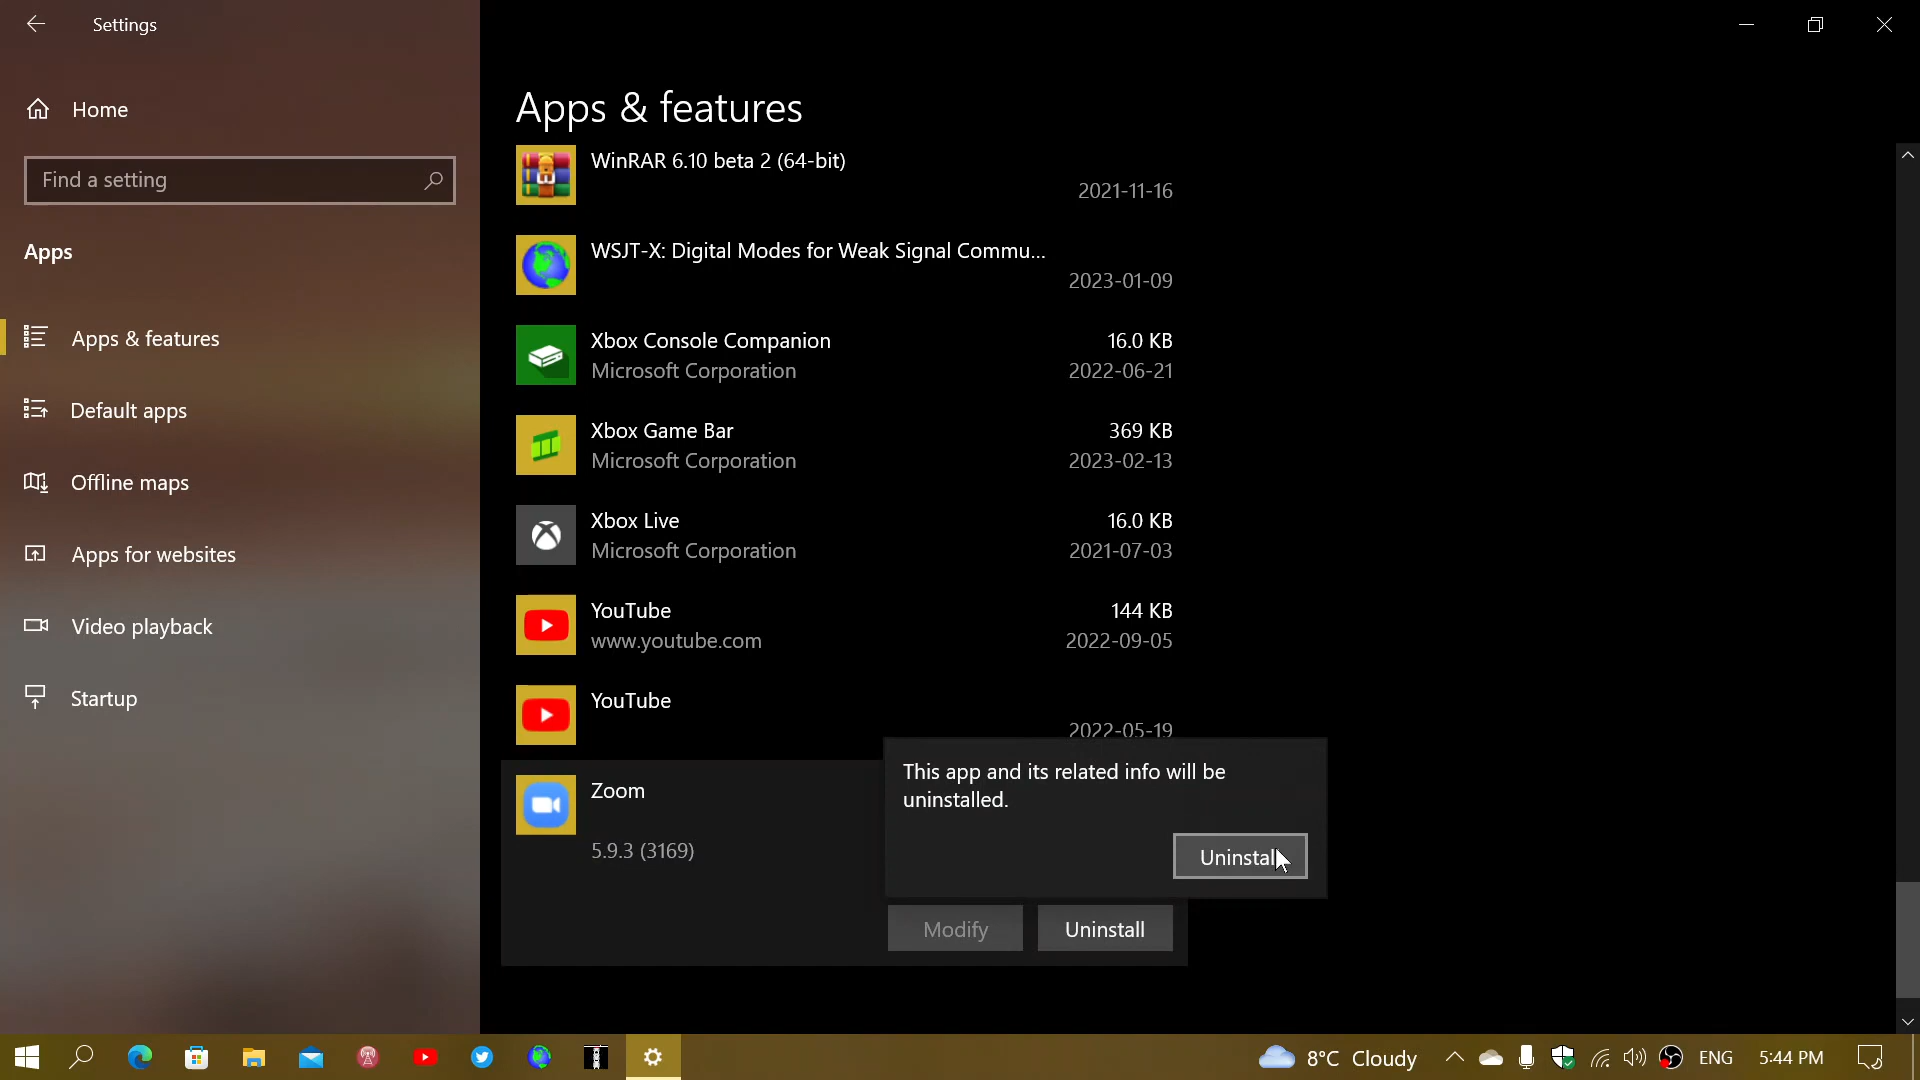 Settings
Home
Find a setting
Apps
Apps & features
Default apps
Offline maps
Apps for websites
Video playback
Startup
Apps & features
WinRAR 6.10 beta 2 (64-bit)
2021-11-16
WSJT-X: Digital Modes for Weak Signal Commu...
2023-01-09
Xbox Console Companion 16.0 KB
Microsoft Corporation 2022-06-21
Xbox Game Bar 369 KB
Microsoft Corporation 2023-02-13
Xbox Live 16.0 KB
Microsoft Corporation 2021-07-03
YouTube 144 KB
www.youtube.com 2022-09-05
YouTube
2022-05-19
Zoom
5.9.3 (3169)
This app and its related info will be
uninstalled.
Uninstall
Modify Uninstall
8°C Cloudy ENG 5:44 PM